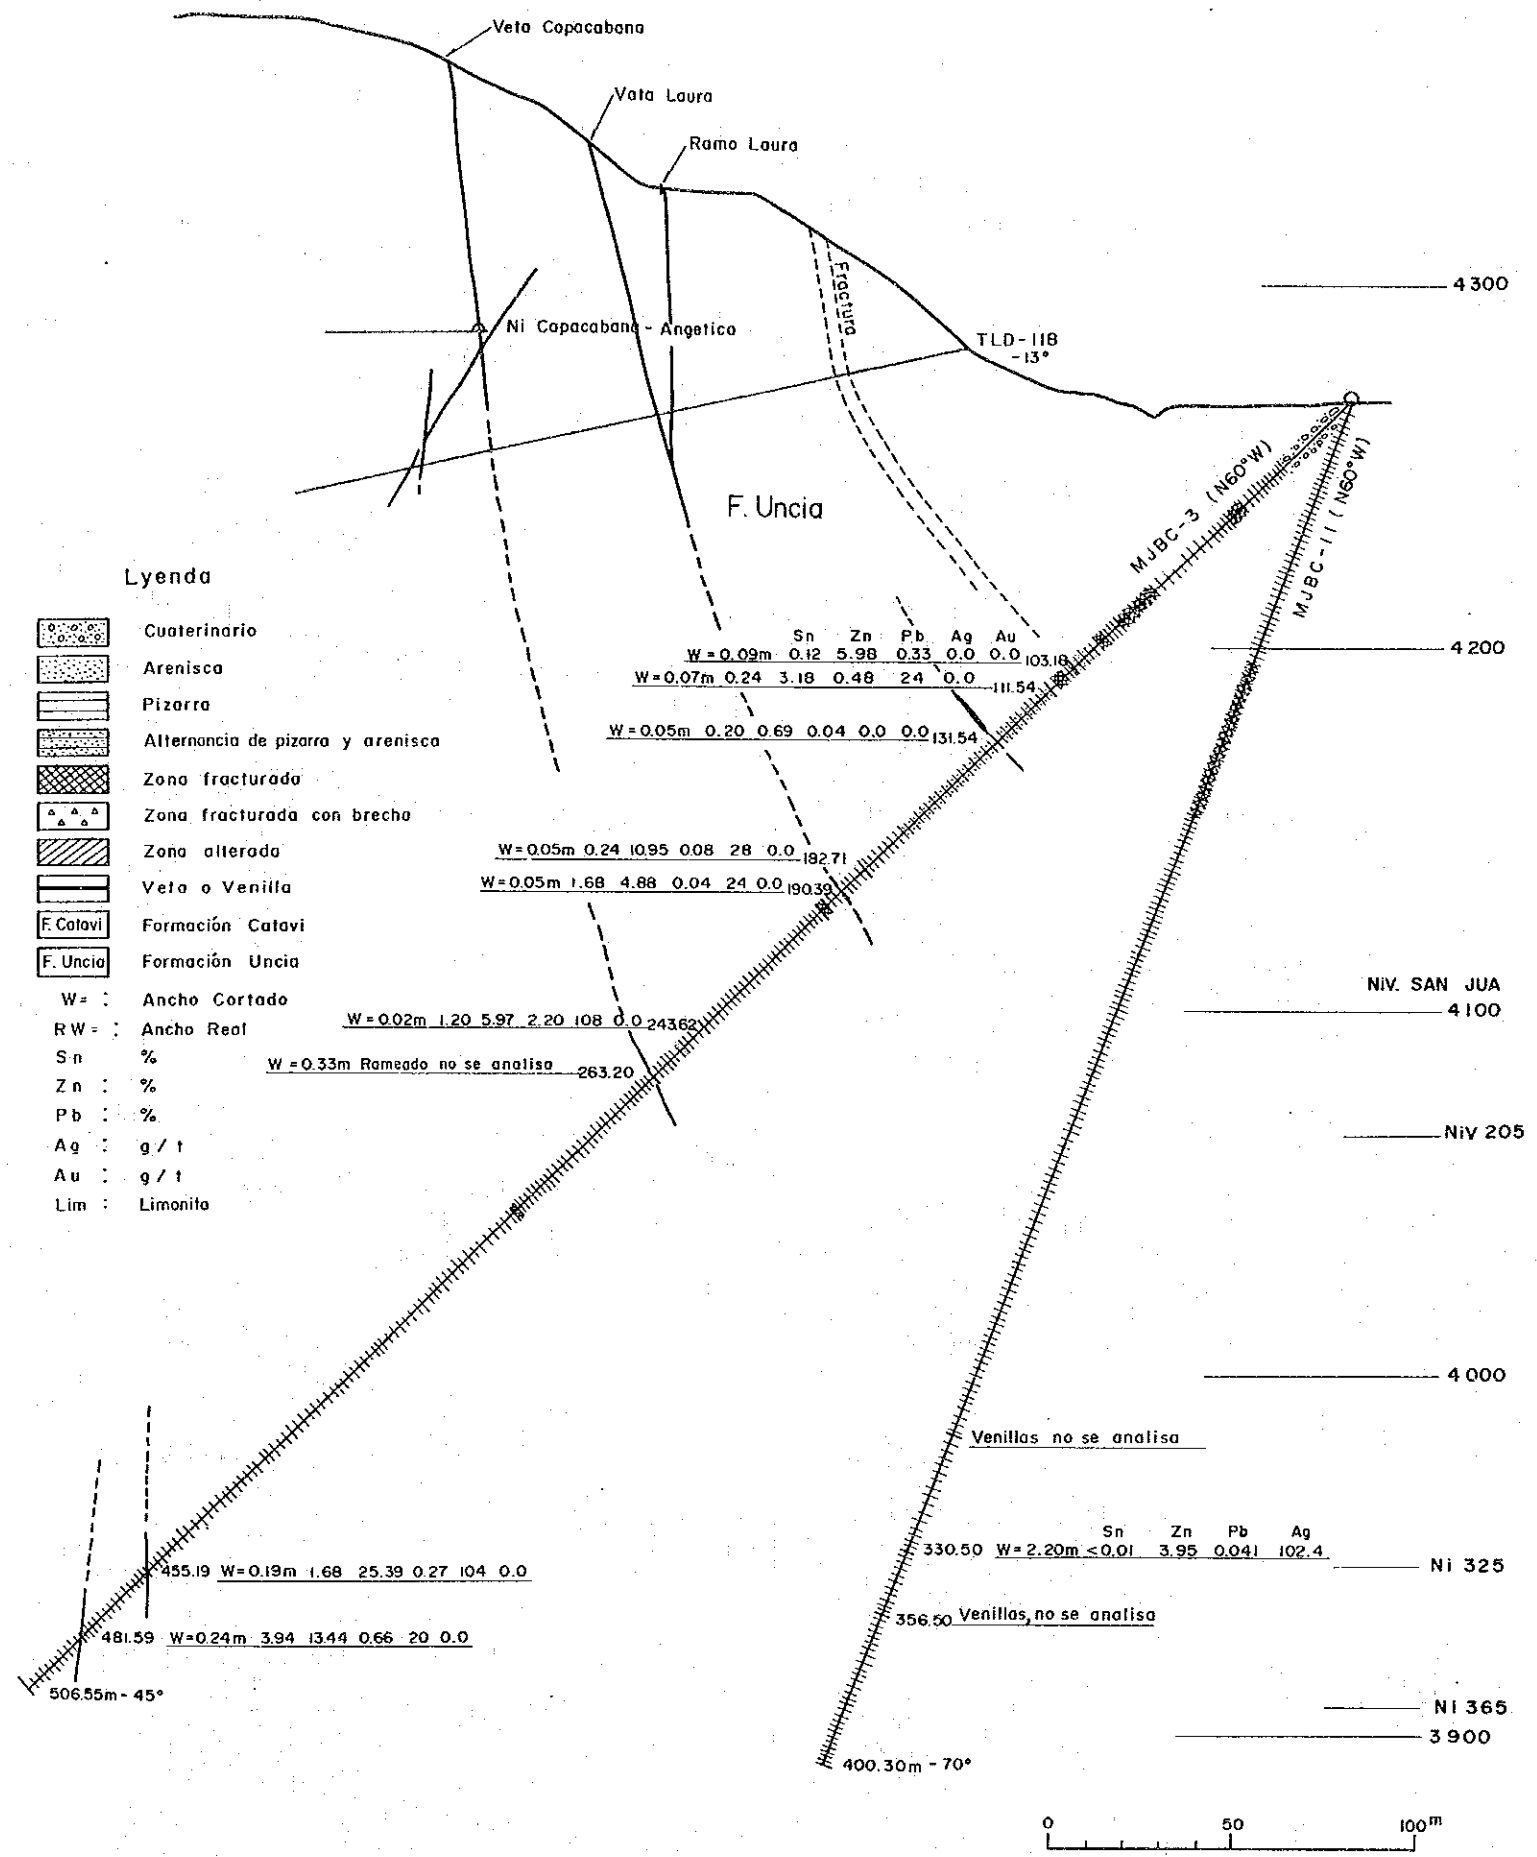 Veta Copacabana
Vata Laura
Ramo Laura
Fractura
4300
Ni Copacabana - Angetica
TLD-118
-13°
MJBC-3 (N60°W)
MJBC-11 (N60°W)
F. Uncia
Lyenda
Cuaterinario
Arenisca
Pizarra
Alternancia de pizarra y arenisca
Zona fracturada
Zona fracturada con brecha
Zona alterada
Veta o Venilla
F. Catavi Formación Catavi
F. Uncia Formación Uncia
W= : Ancho Cortado
RW= : Ancho Real
Sn %
Zn : %
Pb : %
Ag : g/t
Au : g/t
Lim : Limonita
Sn Zn Pb Ag Au
W=0.09m 0.12 5.98 0.33 0.0 0.0 103.18
W=0.07m 0.24 3.18 0.48 24 0.0 111.54
W=0.05m 0.20 0.69 0.04 0.0 0.0 131.54
W=0.05m 0.24 10.95 0.08 28 0.0 182.71
W=0.05m 1.68 4.88 0.04 24 0.0 190.39
W=0.02m 1.20 5.97 2.20 108 0.0 243.62
W=0.33m Rameado no se analisa 263.20
4200
NiV. SAN JUA
4100
NiV 205
4000
Venillas no se analisa
Sn Zn Pb Ag
330.50 W=2.20m <0.01 3.95 0.041 102.4
Ni 325
356.50 Venillas, no se analisa
455.19 W=0.19m 1.68 25.39 0.27 104 0.0
481.59 W=0.24m 3.94 13.44 0.66 20 0.0
506.55m - 45°
Ni 365
3900
400.30m - 70°
0 50 100m